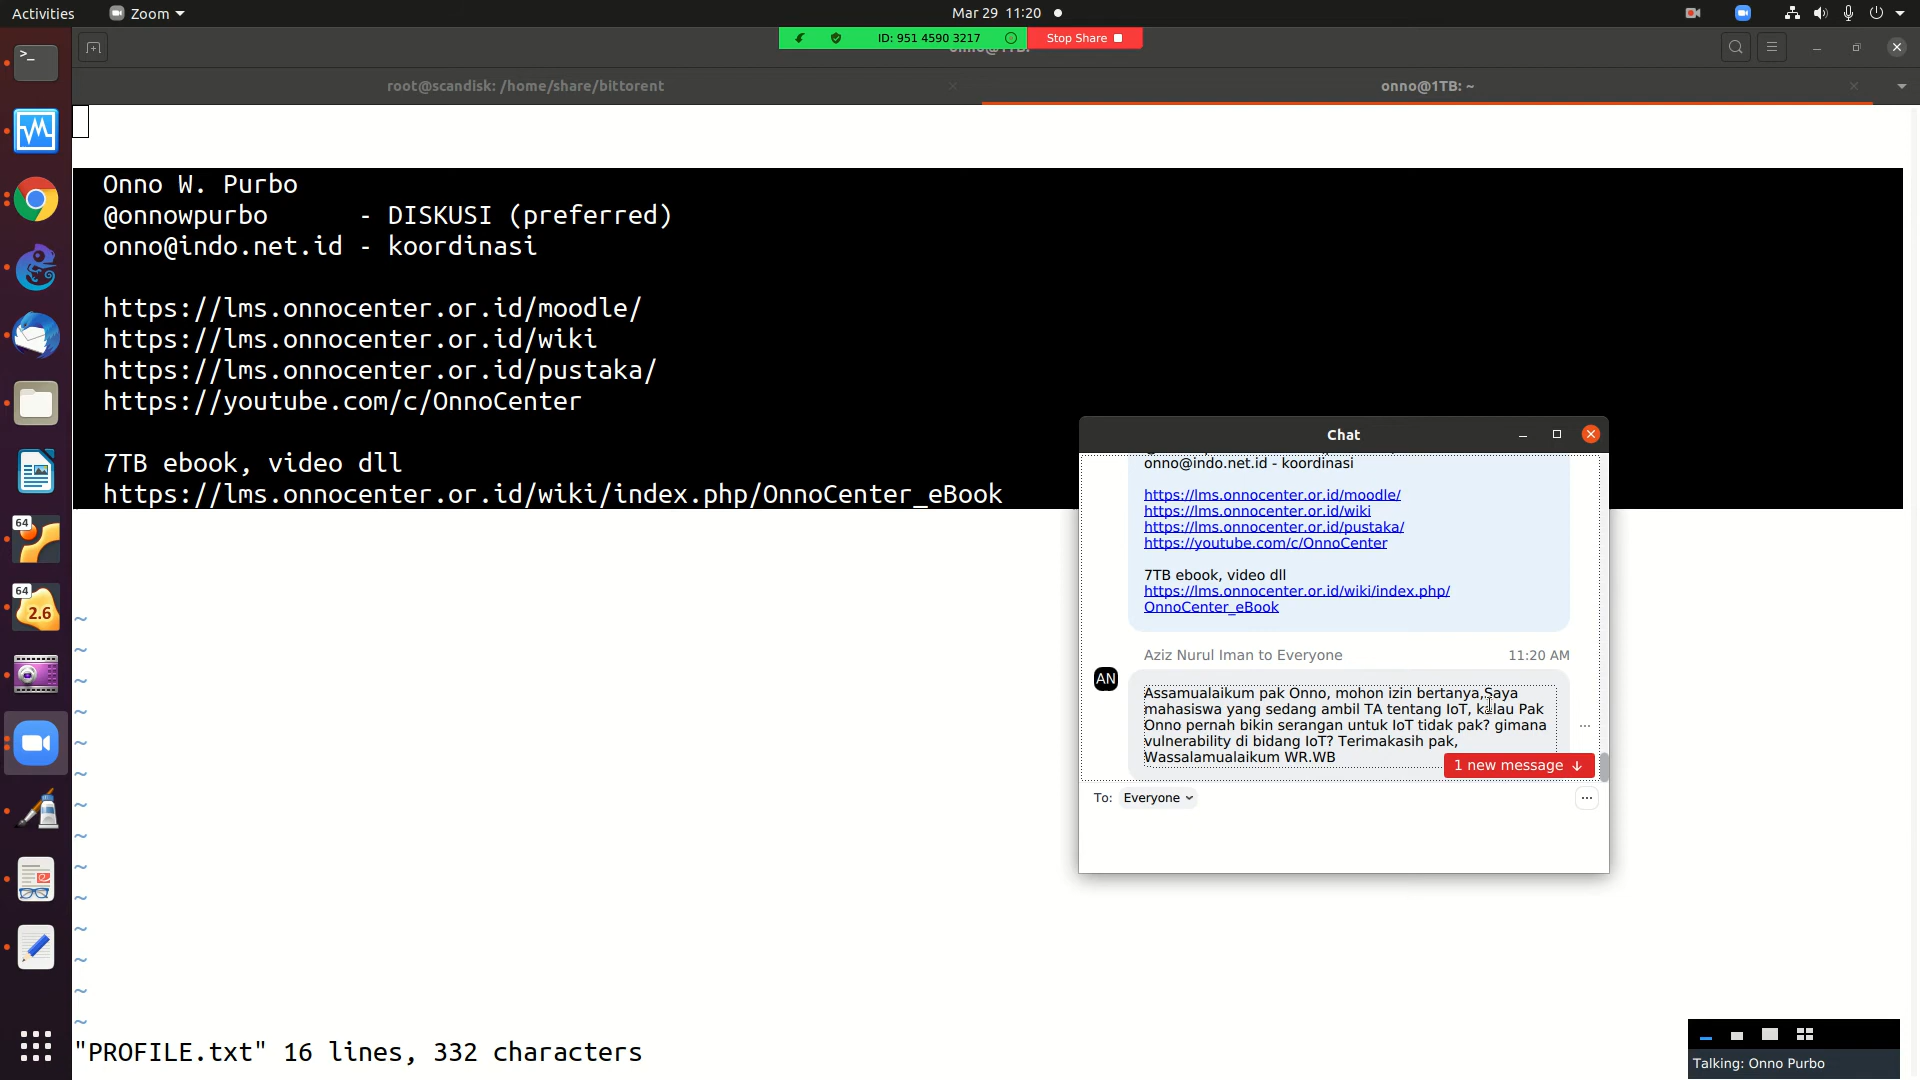 Activities
Zoom
Mar 29 11:20
ID: 951 4590 3217
Stop Share
root@scandisk: /home/share/bittorent
onno@1TB: ~
Onno W. Purbo
@onnowpurbo - DISKUSI (preferred)
onno@indo.net.id - koordinasi
https://lms.onnocenter.or.id/moodle/
https://lms.onnocenter.or.id/wiki
https://lms.onnocenter.or.id/pustaka/
https://youtube.com/c/OnnoCenter
7TB ebook, video dll
https://lms.onnocenter.or.id/wiki/index.php/OnnoCenter_eBook
~
~
~
~
~
~
~
~
~
~
~
~
~
~
"PROFILE.txt" 16 lines, 332 characters
Chat
onno@indo.net.id - koordinasi
https://lms.onnocenter.or.id/moodle/
https://lms.onnocenter.or.id/wiki
https://lms.onnocenter.or.id/pustaka/
https://youtube.com/c/OnnoCenter
7TB ebook, video dll
https://lms.onnocenter.or.id/wiki/index.php/
OnnoCenter_eBook
Aziz Nurul Iman to Everyone 11:20 AM
AN
Assamualaikum pak Onno, mohon izin bertanya,Saya
mahasiswa yang sedang ambil TA tentang IoT, kalau Pak
Onno pernah bikin serangan untuk IoT tidak pak? gimana
vulnerability di bidang IoT? Terimakasih pak,
Wassalamualaikum WR.WB
1 new message
To: Everyone
64
64
2.6
Talking: Onno Purbo